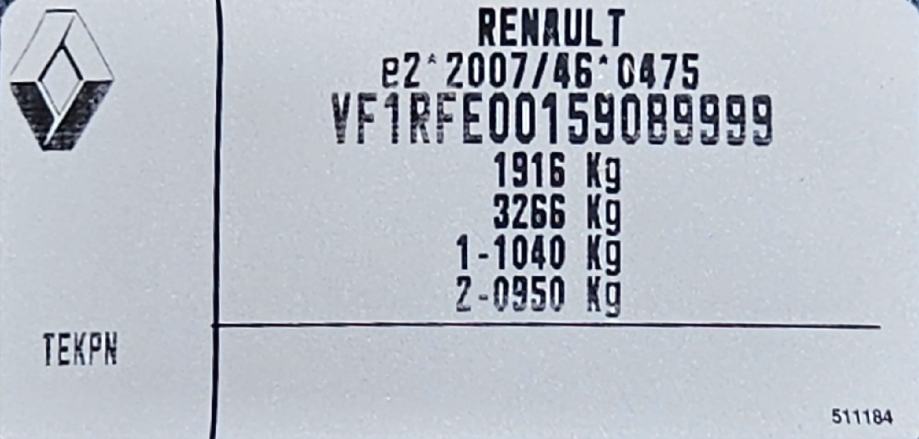 RENAULT
e2*2007/46*0475
VF1RFE00159089999
1916 Kg
3266 Kg
1-1040 Kg
2-0950 Kg
TEKPN
511184